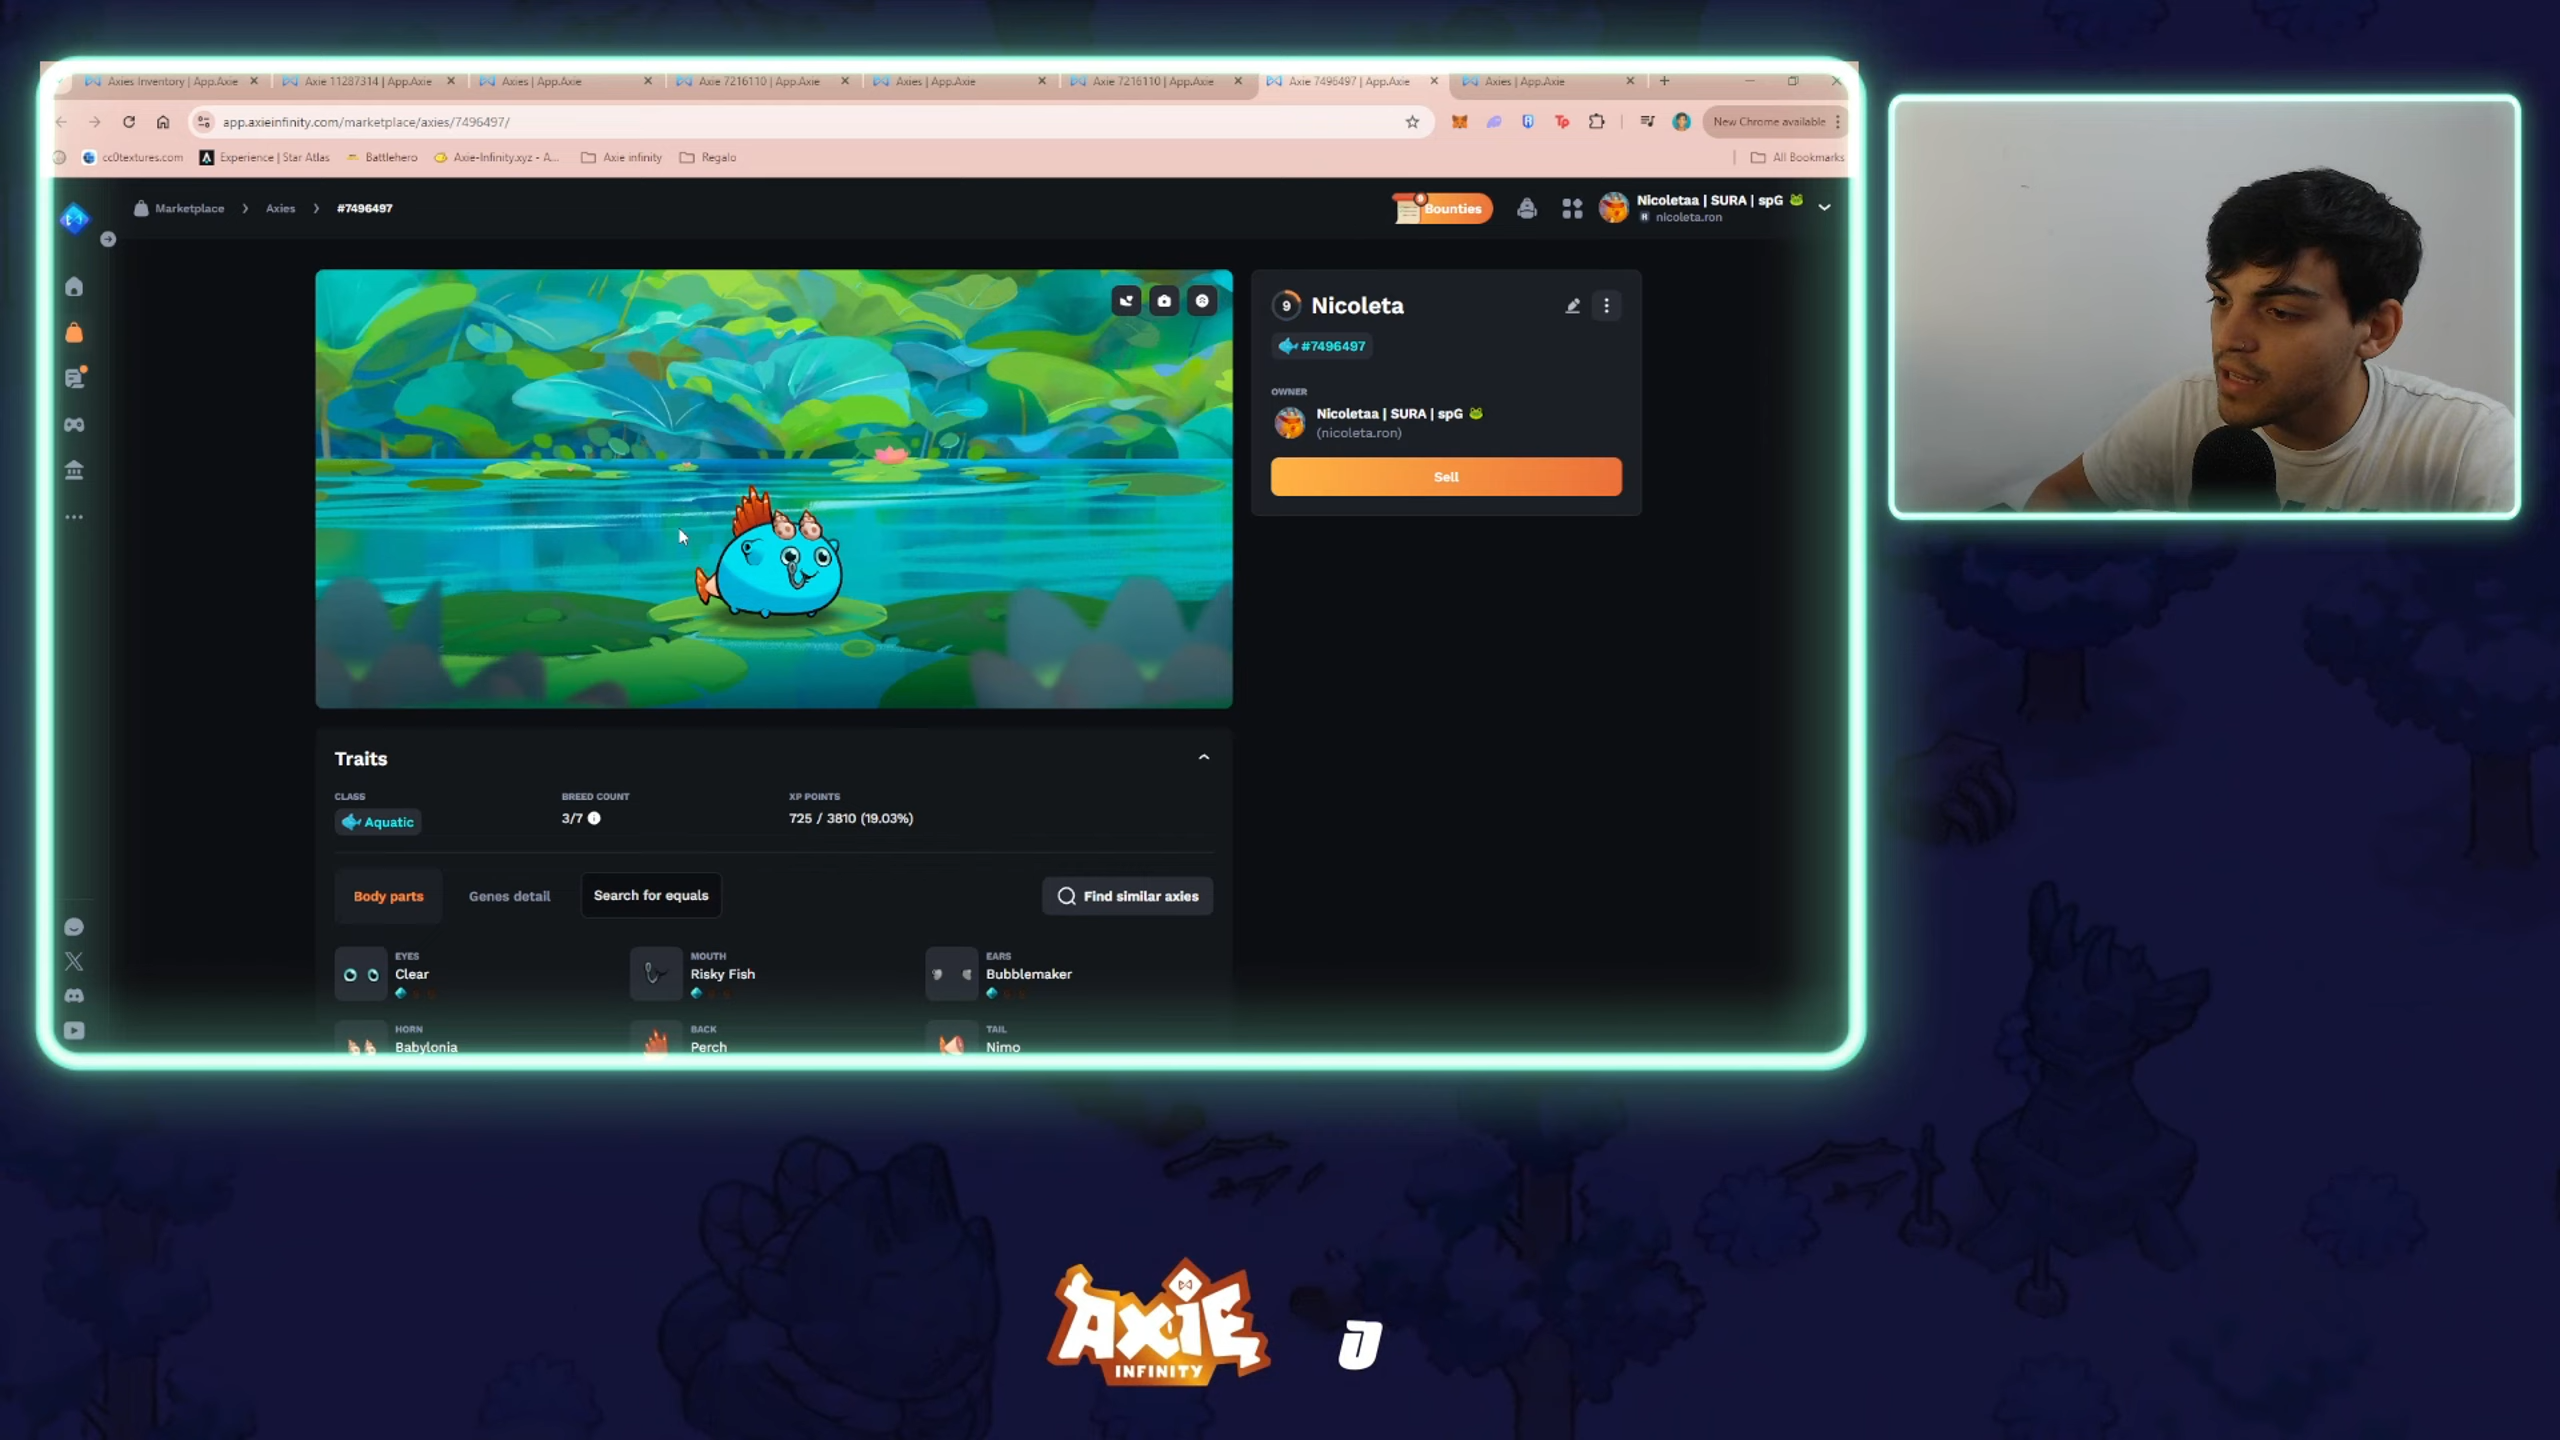 Axies Inventory | App.Axie
Axie 11287314 | App.Axie
Axies | App.Axie
Axie 7216110 | App.Axie
Axies | App.Axie
Axie 7216110 | App.Axie
Axie 7496497 | App.Axie
Axies | App.Axie
app.axieinfinity.com/marketplace/axies/7496497/
New Chrome available
cc0textures.com
Experience | Star Atlas
Battlehero
Axie-Infinity.xyz - A...
Axie infinity
Regalo
All Bookmarks
Marketplace
Axies
#7496497
Bounties
Nicoletaa | SURA | spG 🐸
nicoleta.ron
9 Nicoleta
#7496497
OWNER
Nicoletaa | SURA | spG 🐸
(nicoleta.ron)
Sell
Traits
CLASS
Aquatic
BREED COUNT
3/7
XP POINTS
725 / 3810 (19.03%)
Body parts
Genes detail
Search for equals
Find similar axies
EYES
Clear
MOUTH
Risky Fish
EARS
Bubblemaker
HORN
Babylonia
BACK
Perch
TAIL
Nimo
AXIE
INFINITY
J